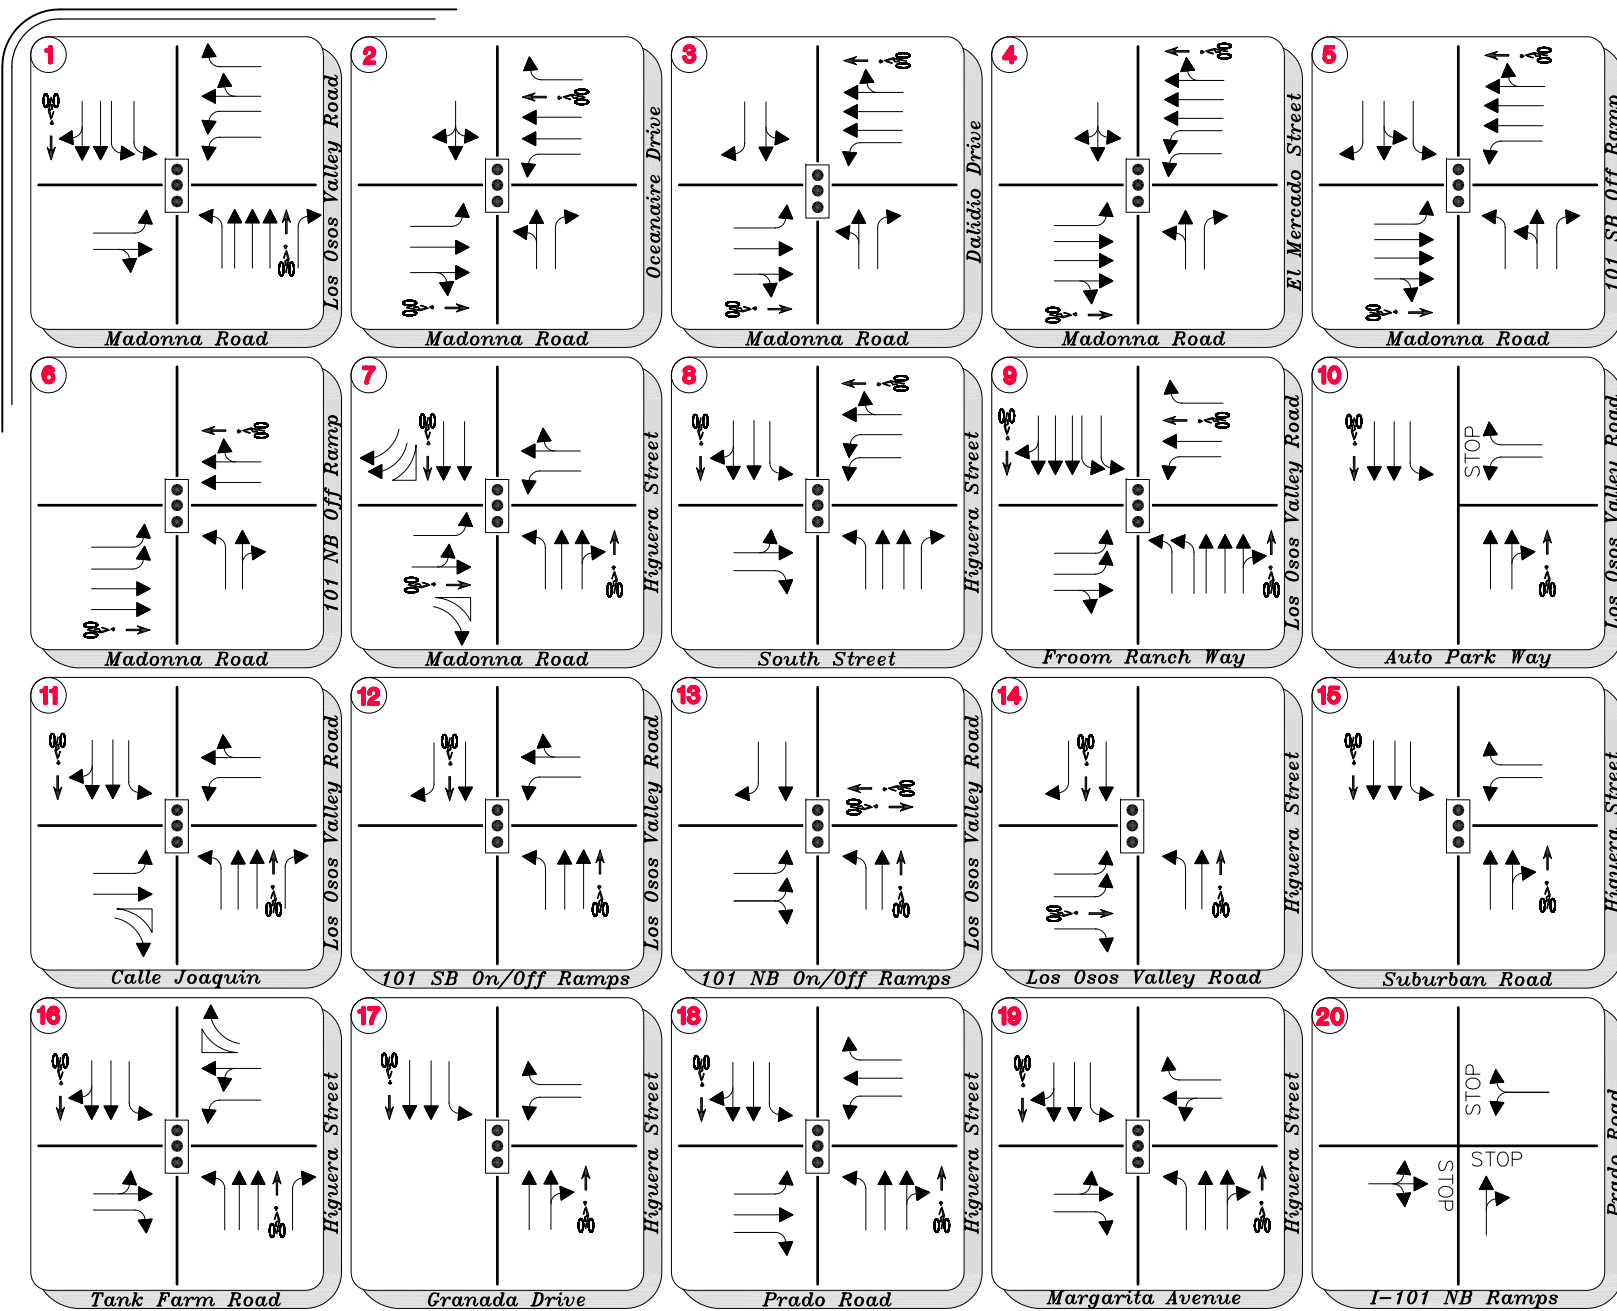 1
2
3
4
5
Los Osos Valley Road
Oceanaire Drive
Dalidio Drive
El Mercado Street
101 SB Off Ramp
Madonna Road
Madonna Road
Madonna Road
Madonna Road
Madonna Road
6
7
8
9
10
101 NB Off Ramp
Higuera Street
Higuera Street
Los Osos Valley Road
STOP
Los Osos Valley Road
Madonna Road
Madonna Road
South Street
Froom Ranch Way
Auto Park Way
11
12
13
14
15
Los Osos Valley Road
Los Osos Valley Road
Los Osos Valley Road
Higuera Street
Higuera Street
Calle Joaquin
101 SB On/Off Ramps
101 NB On/Off Ramps
Los Osos Valley Road
Suburban Road
16
17
18
19
20
Higuera Street
Higuera Street
Higuera Street
Higuera Street
STOP
STOP
STOP
Prado Road
Tank Farm Road
Granada Drive
Prado Road
Margarita Avenue
I-101 NB Ramps